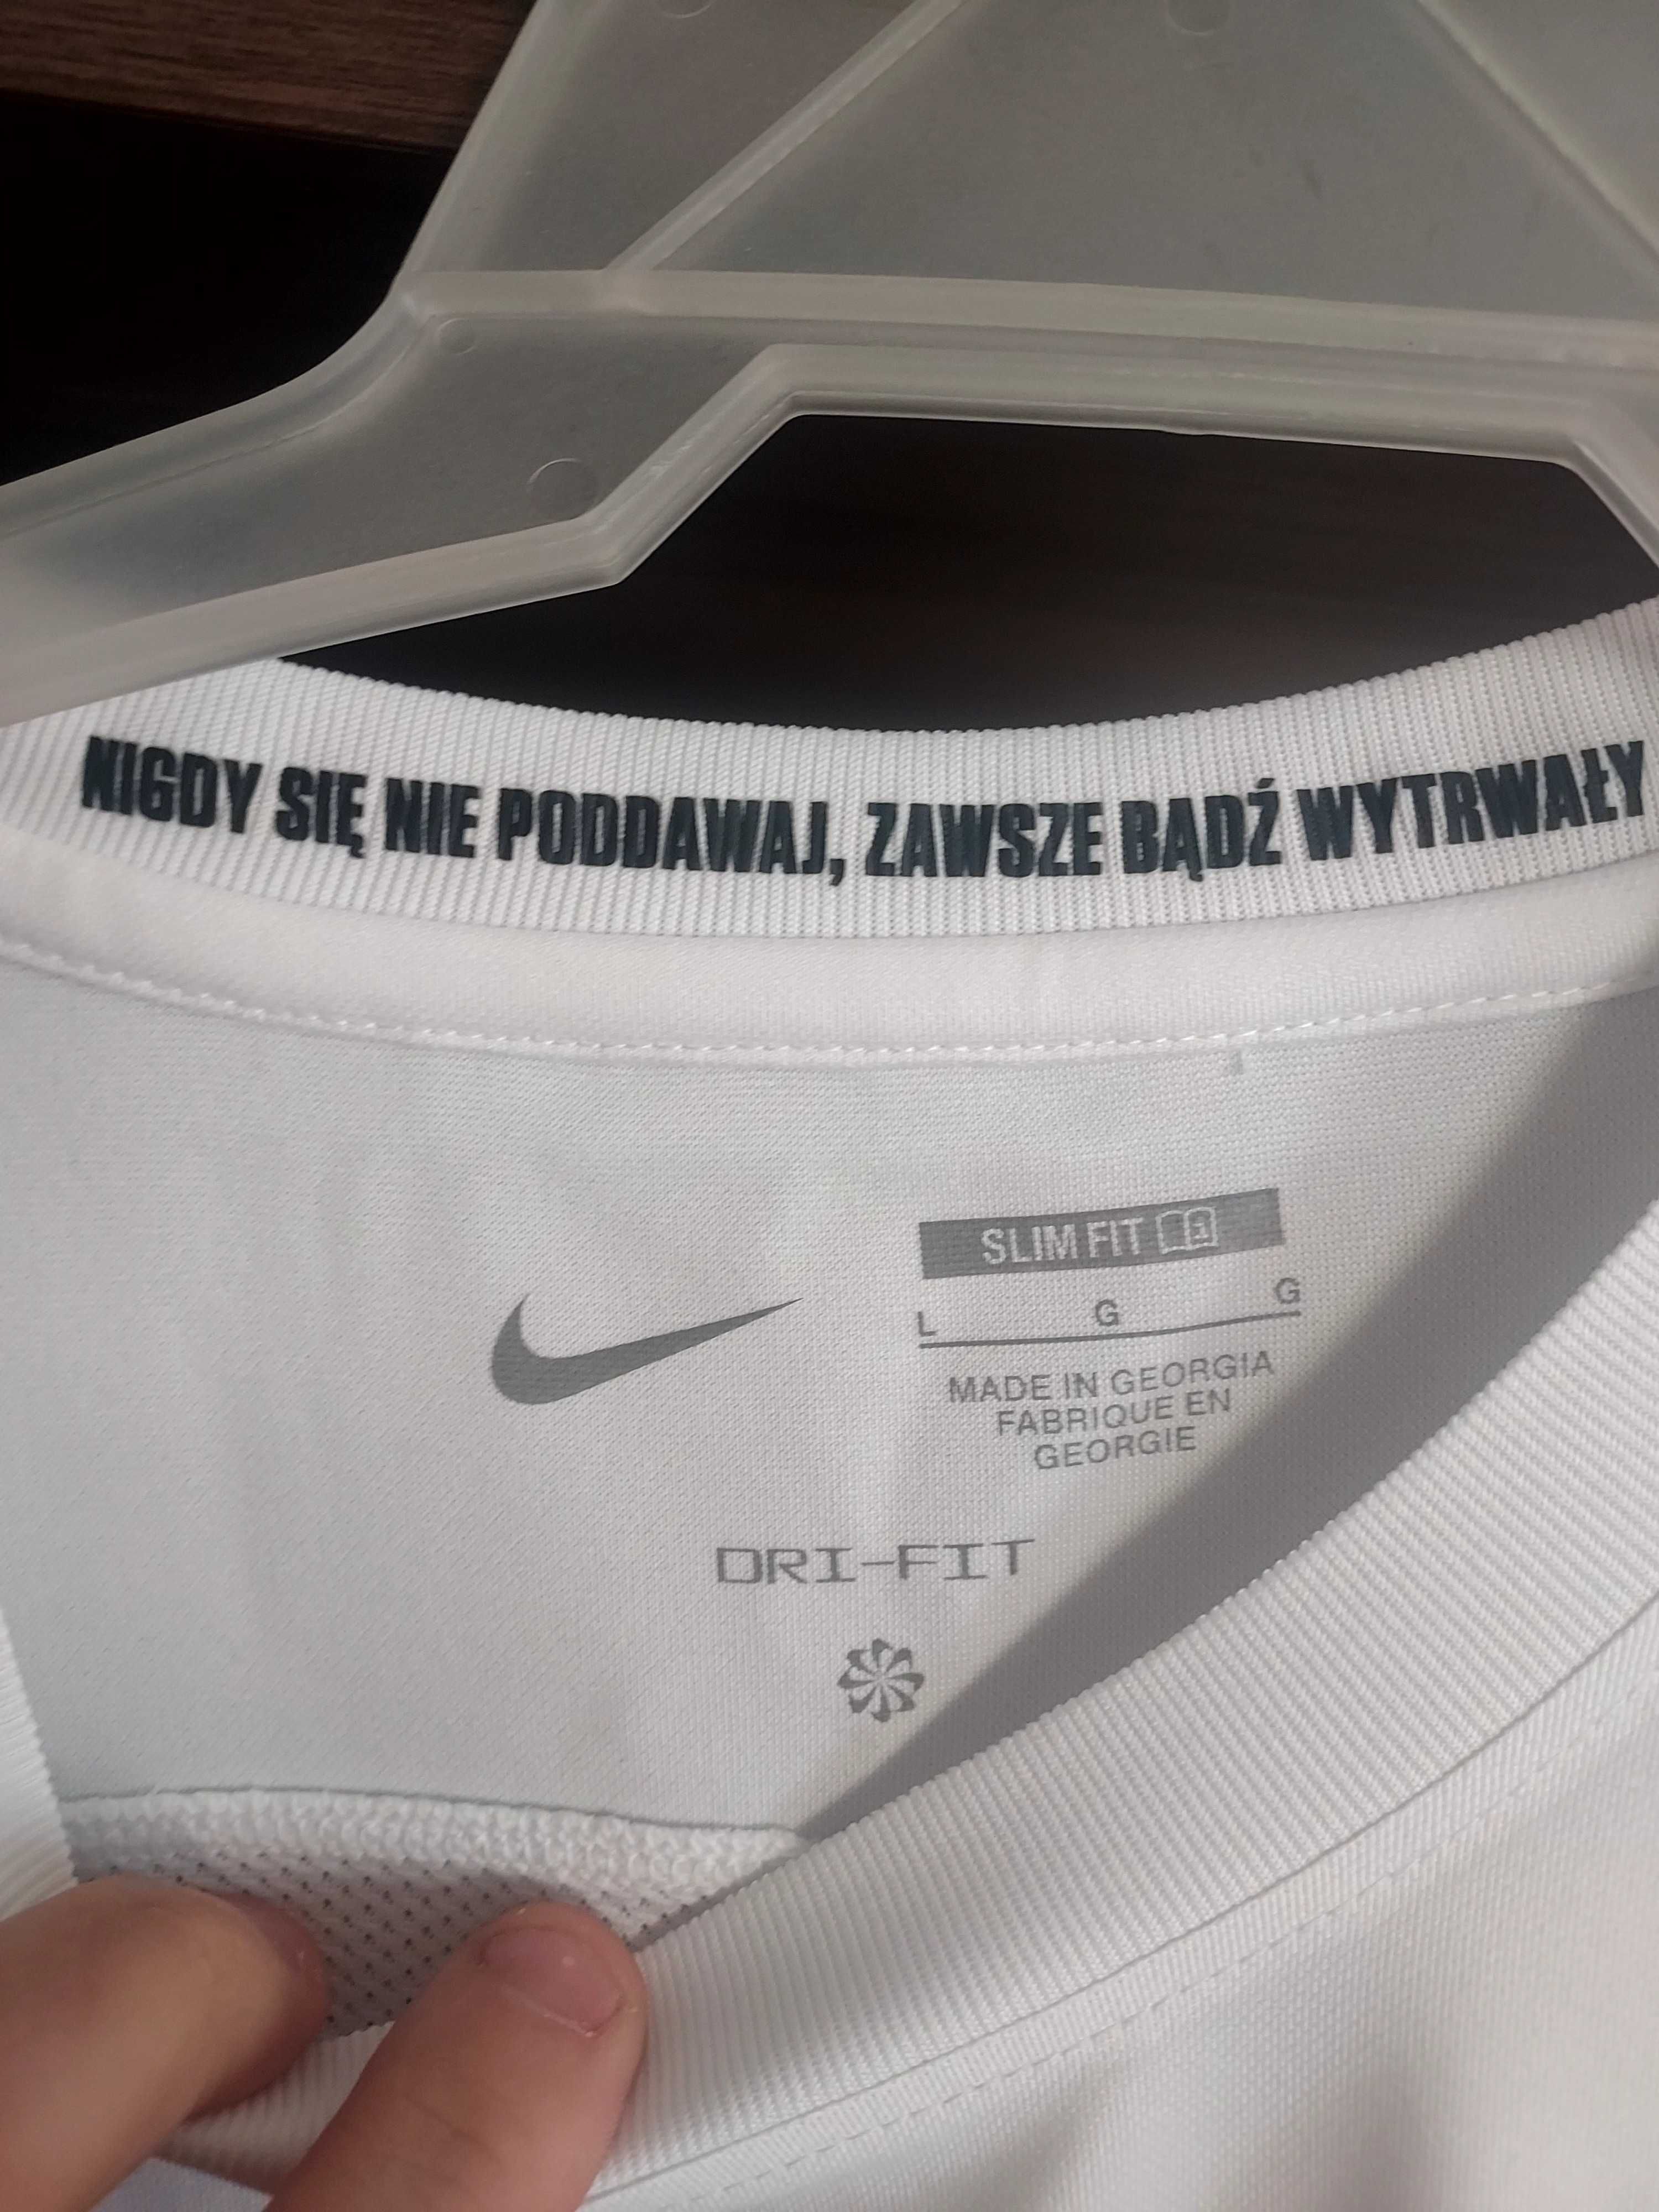 NIGDY SIĘ NIE PODDAWAJ, ZAWSZE BĄDŹ WYTRWAŁY
SLIM FIT
L G G
MADE IN GEORGIA
FABRIQUE EN
GEORGIE
DRI-FIT